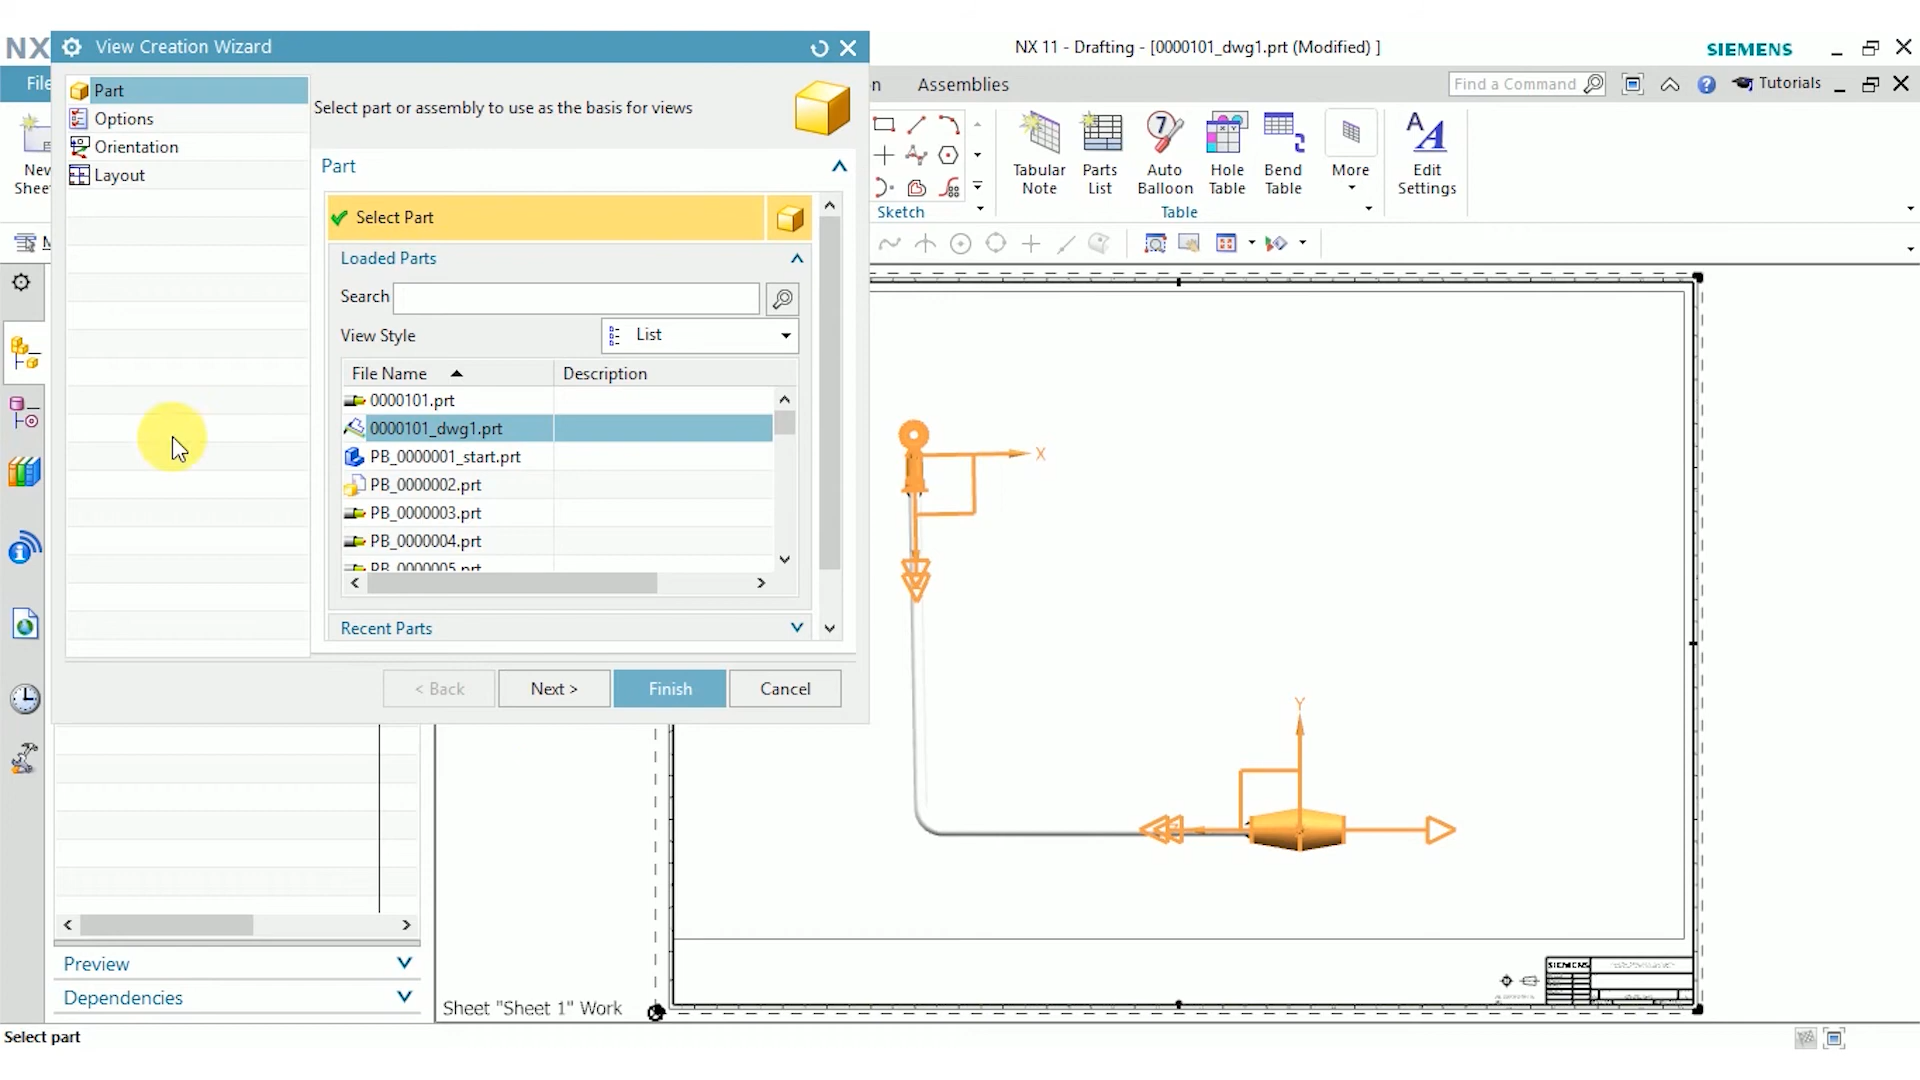 NX
View Creation Wizard
NX 11 - Drafting - [0000101_dwg1.prt (Modified) ]
SIEMENS
Assemblies
Find a Command
Tutorials
Part
Options
Orientation
Layout
Select part or assembly to use as the basis for views
Part
Select Part
Loaded Parts
Search
View Style
List
File Name
Description
0000101.prt
0000101_dwg1.prt
PB_0000001_start.prt
PB_0000002.prt
PB_0000003.prt
PB_0000004.prt
PB_0000005.prt
Recent Parts
< Back
Next >
Finish
Cancel
Tabular Note
Parts List
Auto Balloon
Hole Table
Bend Table
More
Edit Settings
Sketch
Table
X
Y
SIEMENS
Preview
Dependencies
Sheet "Sheet 1" Work
Select part